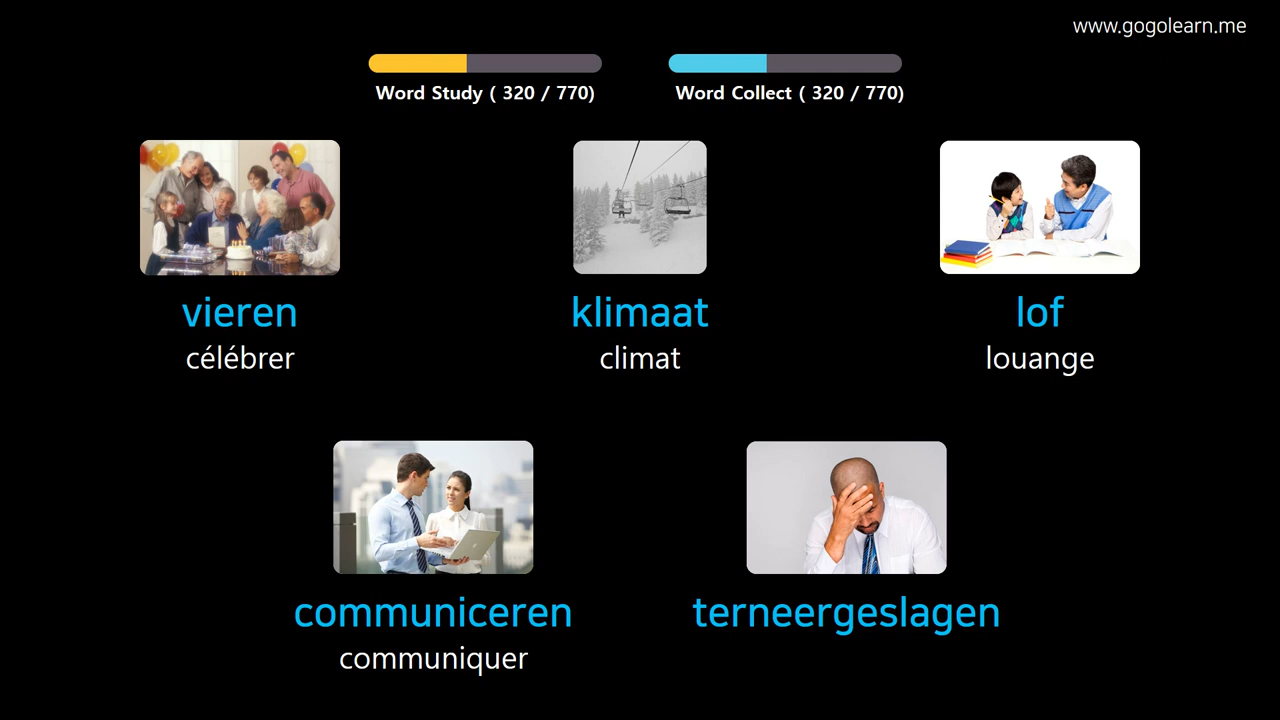 www.gogolearn.me
Word Study ( 320 / 770)
Word Collect ( 320 / 770)
vieren
célébrer
klimaat
climat
lof
louange
communiceren
communiquer
terneergeslagen